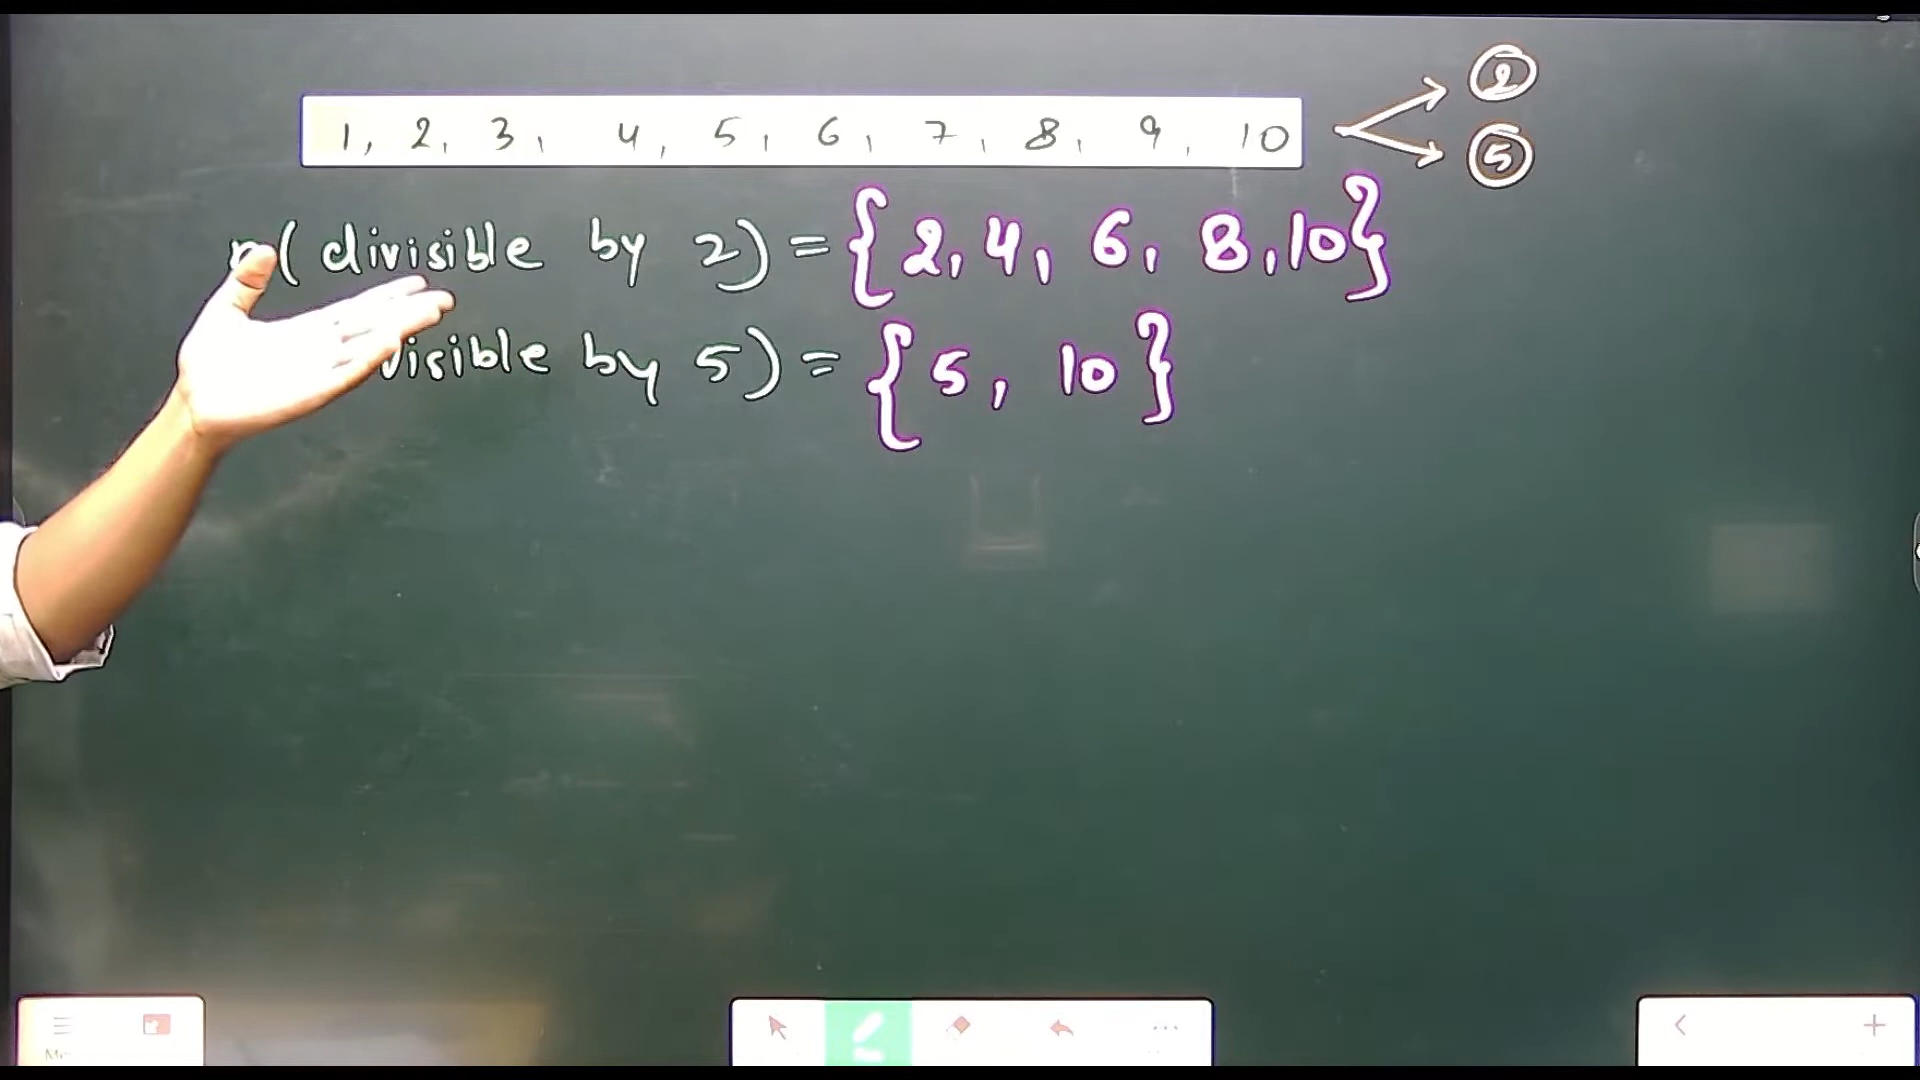 1, 2, 3, 4, 5, 6, 7, 8, 9, 10 2
5
n( divisible by 2) = {2, 4, 6, 8, 10}
by 5) = {5, 10}